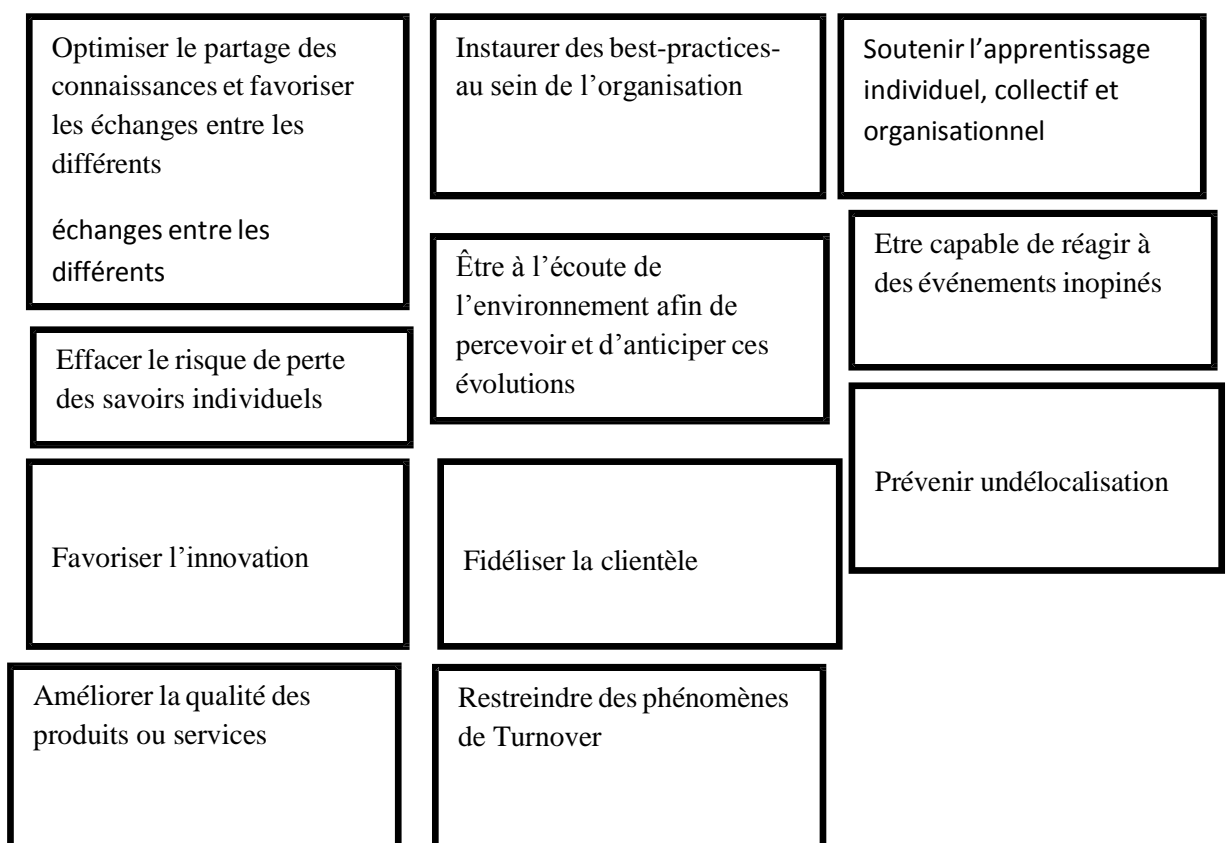 Optimiser le partage des
connaissances et favoriser
les échanges entre les
différents
échanges entre les
différents
Instaurer des best-practices-
au sein de l’organisation
Soutenir l’apprentissage
individuel, collectif et
organisationnel
Être à l’écoute de
l’environnement afin de
percevoir et d’anticiper ces
évolutions
Etre capable de réagir à
des événements inopinés
Effacer le risque de perte
des savoirs individuels
Prévenir undélocalisation
Favoriser l’innovation
Fidéliser la clientèle
Améliorer la qualité des
produits ou services
Restreindre des phénomènes
de Turnover